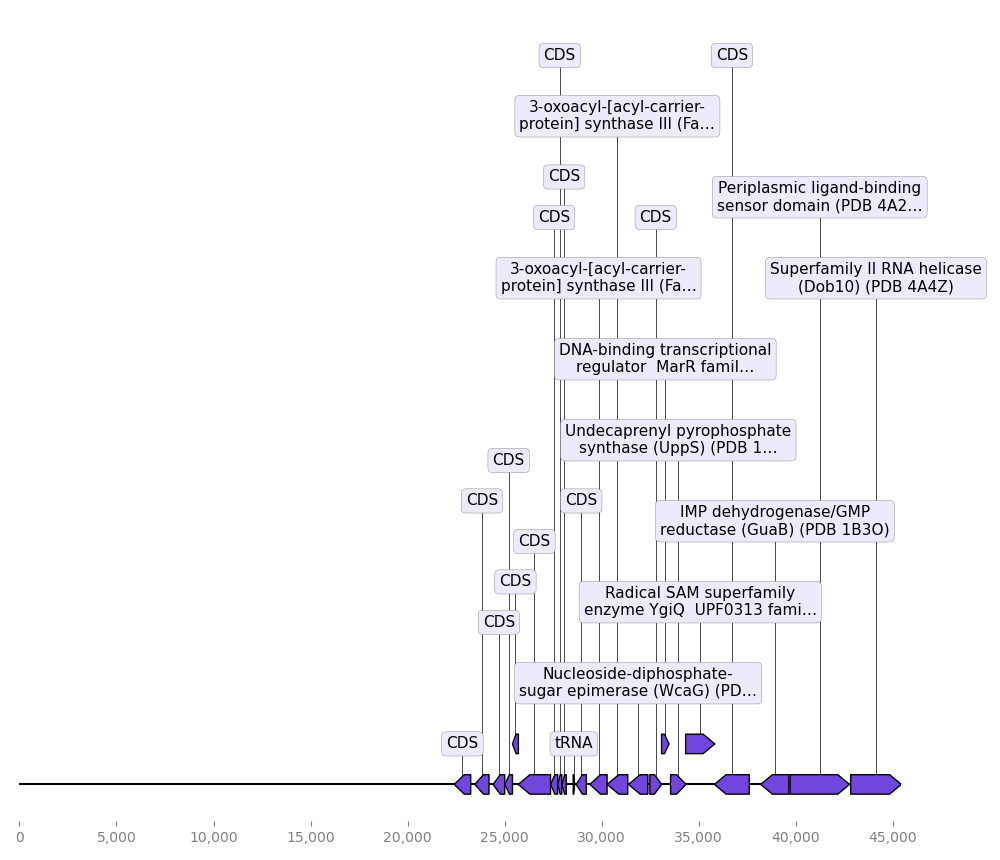 CDS
CDS
3-oxoacyl-[acyl-carrier-
protein] synthase III (Fa…
CDS
Periplasmic ligand-binding
sensor domain (PDB 4A2…
CDS
CDS
3-oxoacyl-[acyl-carrier-
protein] synthase III (Fa…
Superfamily II RNA helicase
(Dob10) (PDB 4A4Z)
DNA-binding transcriptional
regulator  MarR famil…
Undecaprenyl pyrophosphate
synthase (UppS) (PDB 1…
CDS
CDS
CDS
IMP dehydrogenase/GMP
reductase (GuaB) (PDB 1B3O)
CDS
CDS
Radical SAM superfamily
enzyme YgiQ  UPF0313 fami…
CDS
Nucleoside-diphosphate-
sugar epimerase (WcaG) (PD…
CDS
tRNA
0
5,000
10,000
15,000
20,000
25,000
30,000
35,000
40,000
45,000